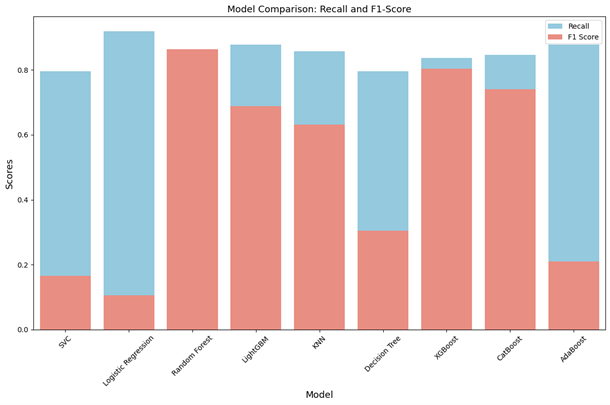 Model Comparison: Recall and F1-Score
Recall
F1 Score
Scores
0.8
0.6
0.4
0.2
0.0
SVC
Logistic Regression
Random Forest
LightGBM
KNN
Decision Tree
XGBoost
CatBoost
AdaBoost
Model